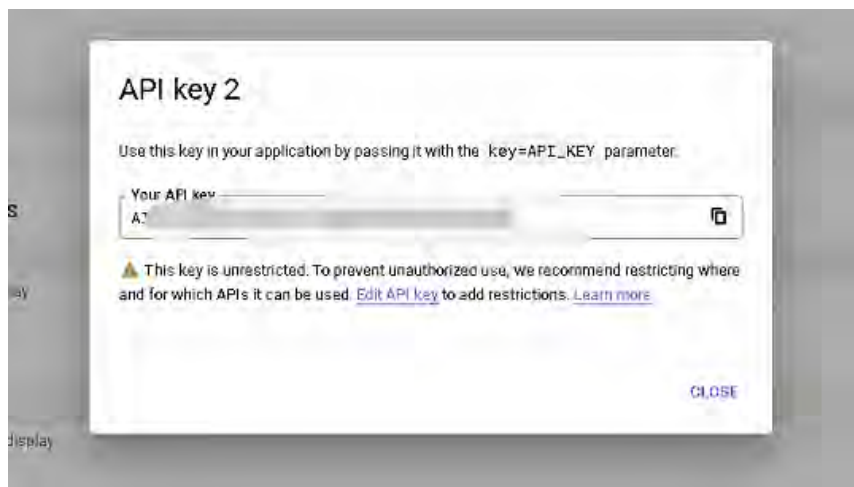 API key 2
Use this key in your application by passing it with the key=API_KEY parameter.
Your API key
This key is unrestricted. To prevent unauthorized use, we recommend restricting where
and for which APIs it can be used. Edit API key to add restrictions. Learn more
CLOSE
s
display